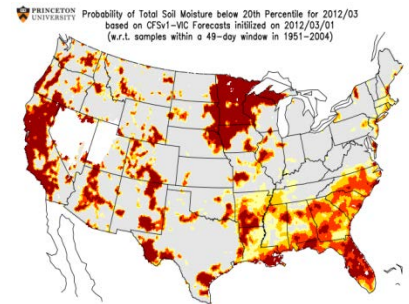 PRINCETON
UNIVERSITY
Probability of Total Soil Moisture below 20th Percentile for 2012/03
based on CFSv1-VIC Forecasts initilized on 2012/03/01
(w.r.t. samples within a 49-day window in 1951-2004)